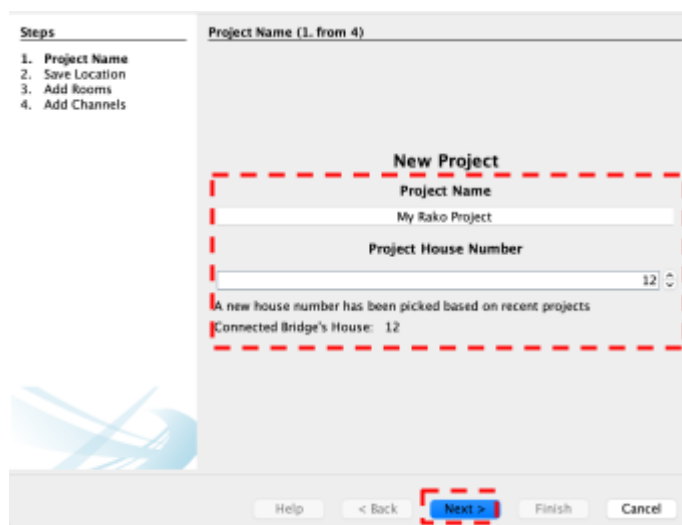 Steps
1. Project Name
2. Save Location
3. Add Rooms
4. Add Channels
Project Name (1. from 4)
New Project
Project Name
My Rako Project
Project House Number
12
A new house number has been picked based on recent projects
Connected Bridge's House: 12
Help
< Back
Next >
Finish
Cancel